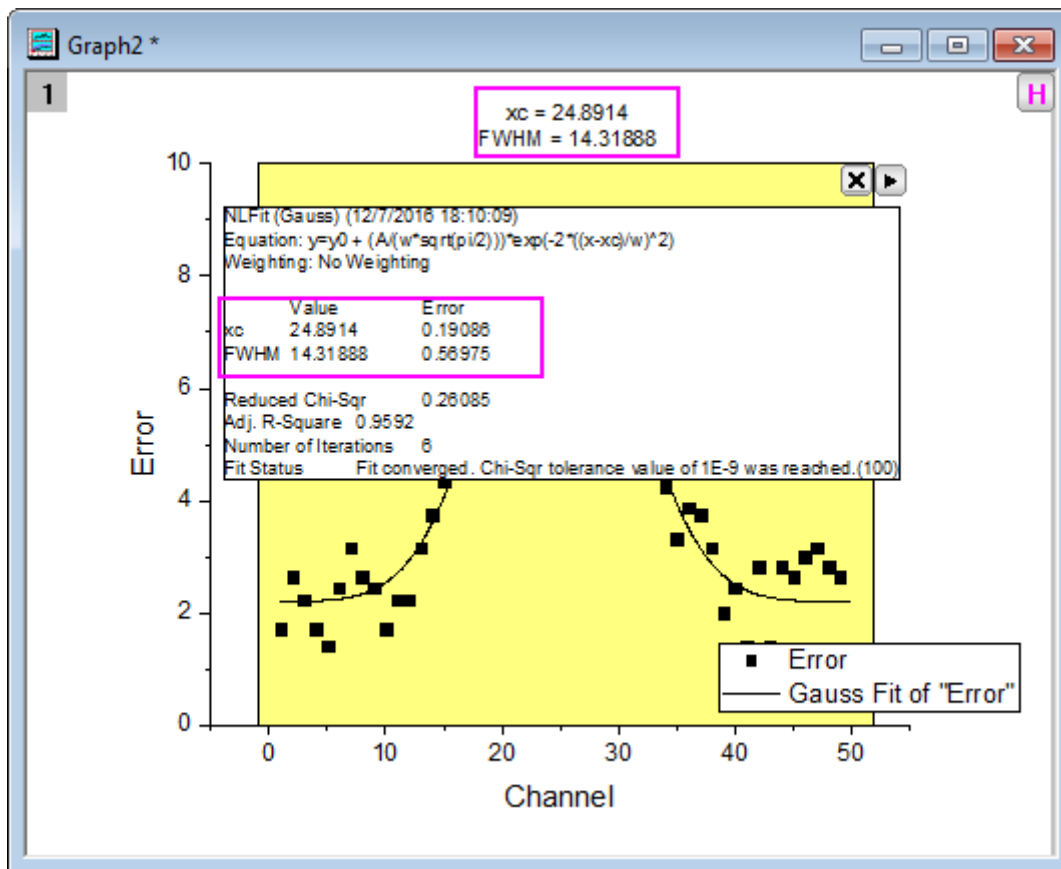 Graph2 *
1
H
xc = 24.8914
FWHM = 14.31888
10
8
6
4
2
0
Error
NLFit (Gauss) (12/7/2016 18:10:09)
Equation: y=y0 + (A/(w*sqrt(pi/2)))*exp(-2*((x-xc)/w)^2)
Weighting: No Weighting
Value Error
xc 24.8914 0.19086
FWHM 14.31888 0.56975
Reduced Chi-Sqr 0.26085
Adj. R-Square 0.9592
Number of Iterations 6
Fit Status Fit converged. Chi-Sqr tolerance value of 1E-9 was reached.(100)
Error
Gauss Fit of "Error"
0 10 20 30 40 50
Channel